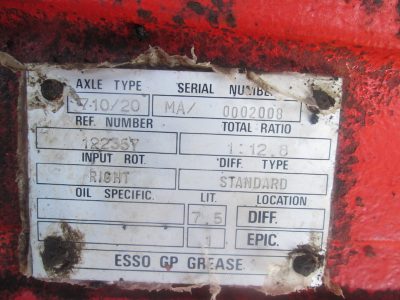 AXLE TYPE SERIAL NUMBER
7-10/20 MA/ 0002008
REF. NUMBER TOTAL RATIO
1:12.8
INPUT ROT. DIFF. TYPE
RIGHT STANDARD
OIL SPECIFIC. LIT. LOCATION
7.5 DIFF.
1 EPIC.
ESSO GP GREASE